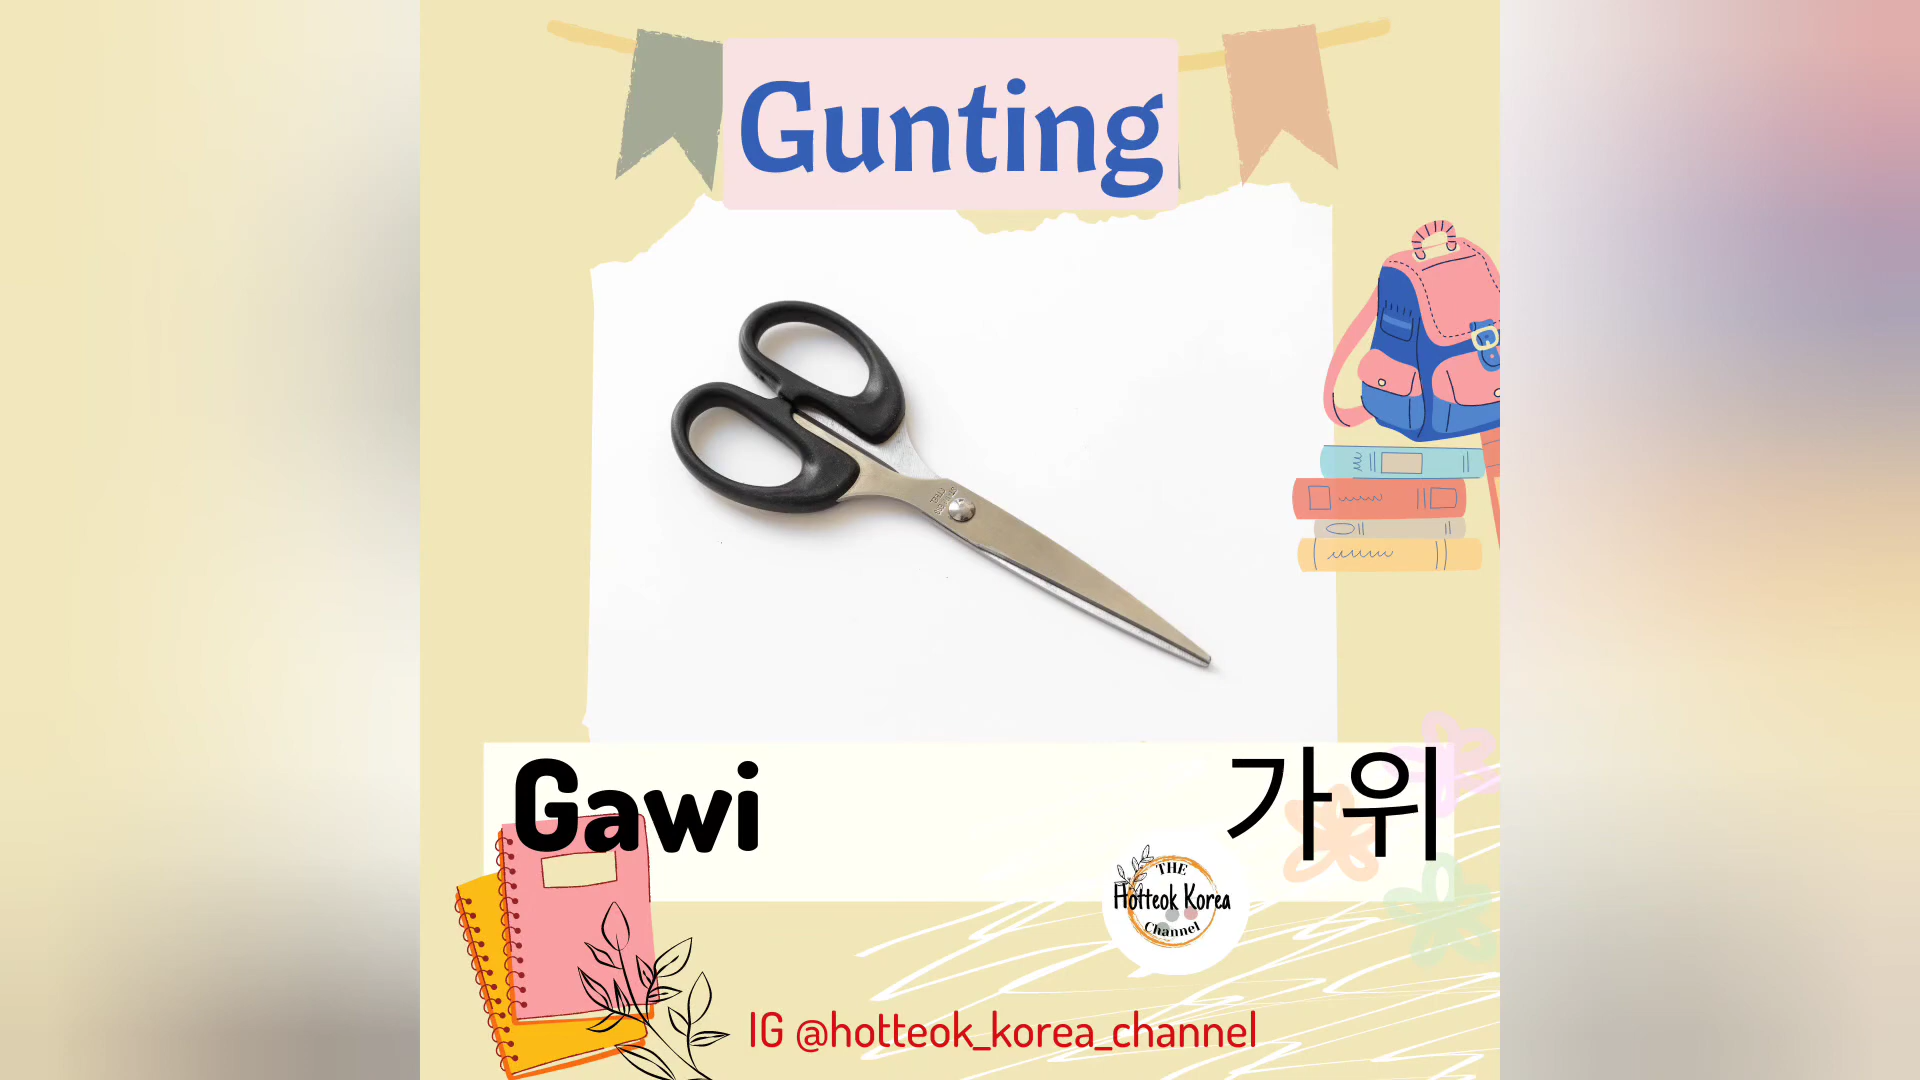 Gunting
Gawi
가위
THE
Hotteok Korea
Channel
IG @hotteok_korea_channel